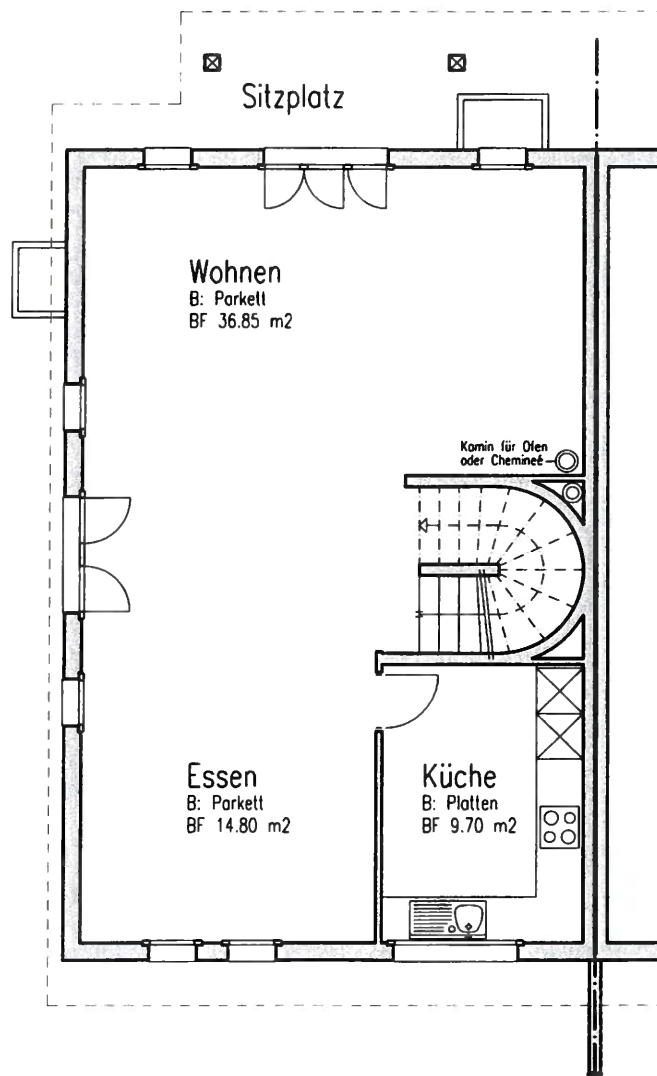 Sitzplatz
Wohnen
B: Parkett
BF 36.85 m2
Kamin für Ofen
oder Chemineé
Essen
B: Parkett
BF 14.80 m2
Küche
B: Platten
BF 9.70 m2